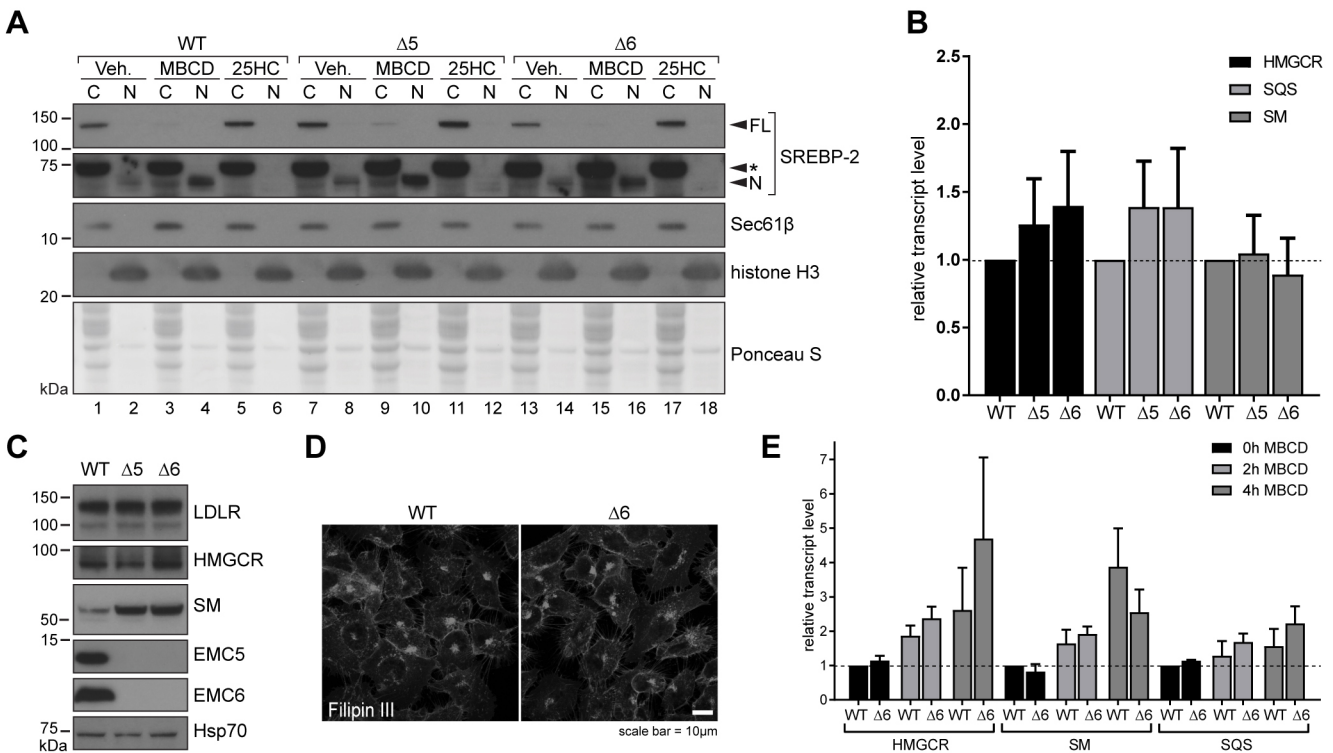 A
WT Δ5 Δ6
Veh. MBCD 25HC Veh. MBCD 25HC Veh. MBCD 25HC
C N C N C N C N C N C N C N C N C N
150
100
FL
75
*
N
SREBP-2
Sec61β
10
histone H3
20
Ponceau S
kDa
1 2 3 4 5 6 7 8 9 10 11 12 13 14 15 16 17 18
B
relative transcript level
2.5
2.0
1.5
1.0
0.5
0.0
HMGCR
SQS
SM
WT Δ5 Δ6 WT Δ5 Δ6 WT Δ5 Δ6
C
WT Δ5 Δ6
150
100
LDLR
100
HMGCR
SM
50
15
EMC5
EMC6
75
kDa
Hsp70
D
WT Δ6
Filipin III
scale bar = 10µm
E
relative transcript level
7
6
5
4
3
2
1
0
0h MBCD
2h MBCD
4h MBCD
WT Δ6 WT Δ6 WT Δ6 WT Δ6 WT Δ6 WT Δ6 WT Δ6 WT Δ6 WT Δ6
HMGCR SM SQS